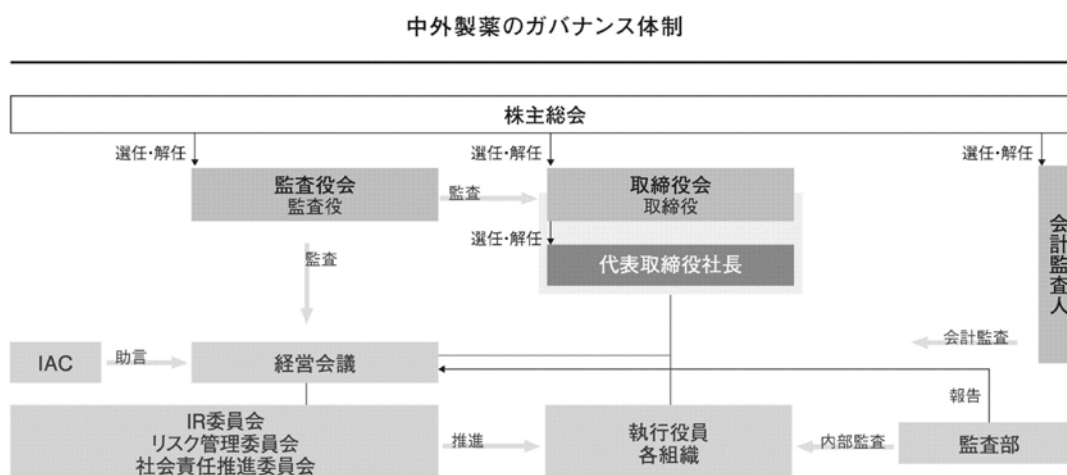 中外製薬のガバナンス体制
株主総会
選任・解任
選任・解任
選任・解任
監査役会
監査役
監査
取締役会
取締役
会計監査人
選任・解任
代表取締役社長
監査
会計監査
IAC
助言
経営会議
報告
IR委員会
リスク管理委員会
社会責任推進委員会
推進
執行役員
各組織
内部監査
監査部